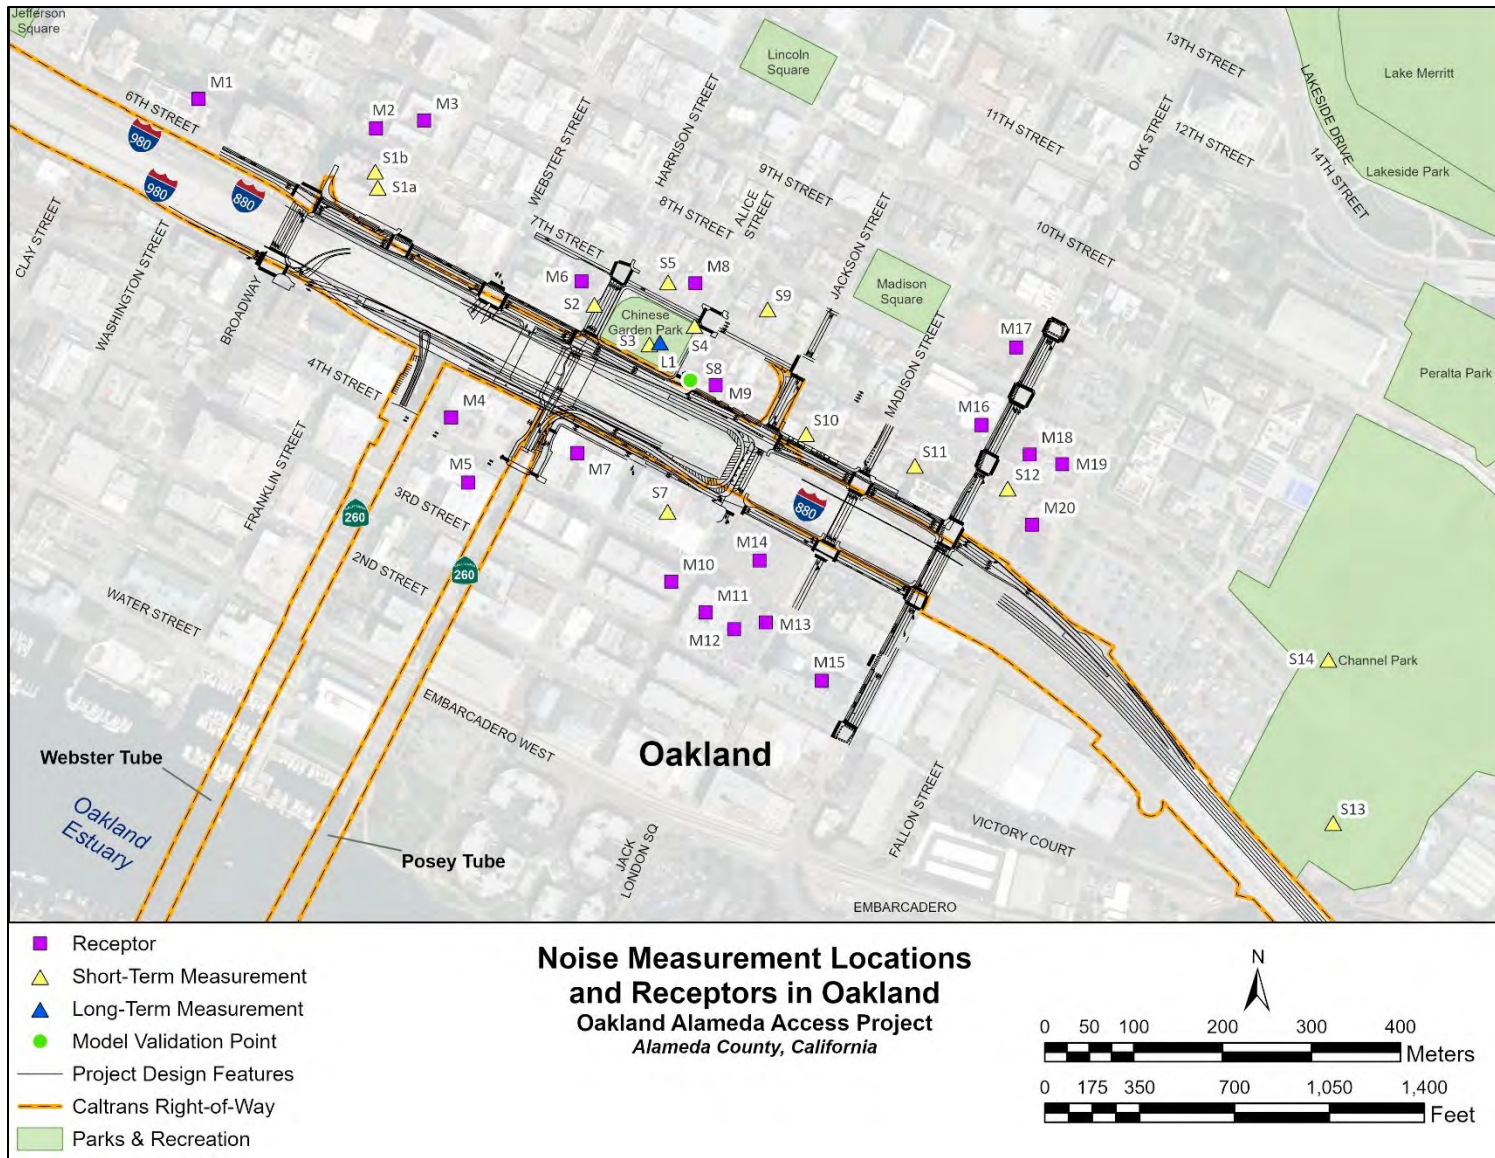 Jefferson
Square
Lincoln
Square
13TH STREET
Lake Merritt
M1
6TH STREET
M2
M3
980
WEBSTER STREET
HARRISON STREET
11TH STREET
OAK STREET
12TH STREET
LAKESIDE DRIVE
14TH STREET
Lakeside Park
S1b
S1a
980
880
9TH STREET
8TH STREET
ALICE
STREET
JACKSON STREET
10TH STREET
CLAY STREET
WASHINGTON STREET
BROADWAY
7TH STREET
M6
S5
M8
S9
S2
Chinese
Garden Park
S3
L1
S4
Madison
Square
MADISON STREET
M17
Peralta Park
4TH STREET
S8
M9
M4
M16
S10
M18
M19
S11
S12
M5
M7
FRANKLIN STREET
3RD STREET
S7
880
M20
260
260
2ND STREET
M14
M10
M11
M12
M13
WATER STREET
M15
S14
Channel Park
EMBARCADERO WEST
Oakland
Webster Tube
Oakland
Estuary
Posey Tube
JACK
LONDON SQ
FALLON STREET
VICTORY COURT
S13
EMBARCADERO
Receptor
Short-Term Measurement
Long-Term Measurement
Model Validation Point
Project Design Features
Caltrans Right-of-Way
Parks & Recreation
Noise Measurement Locations
and Receptors in Oakland
Oakland Alameda Access Project
Alameda County, California
N
0 50 100 200 300 400
Meters
0 175 350 700 1,050 1,400
Feet